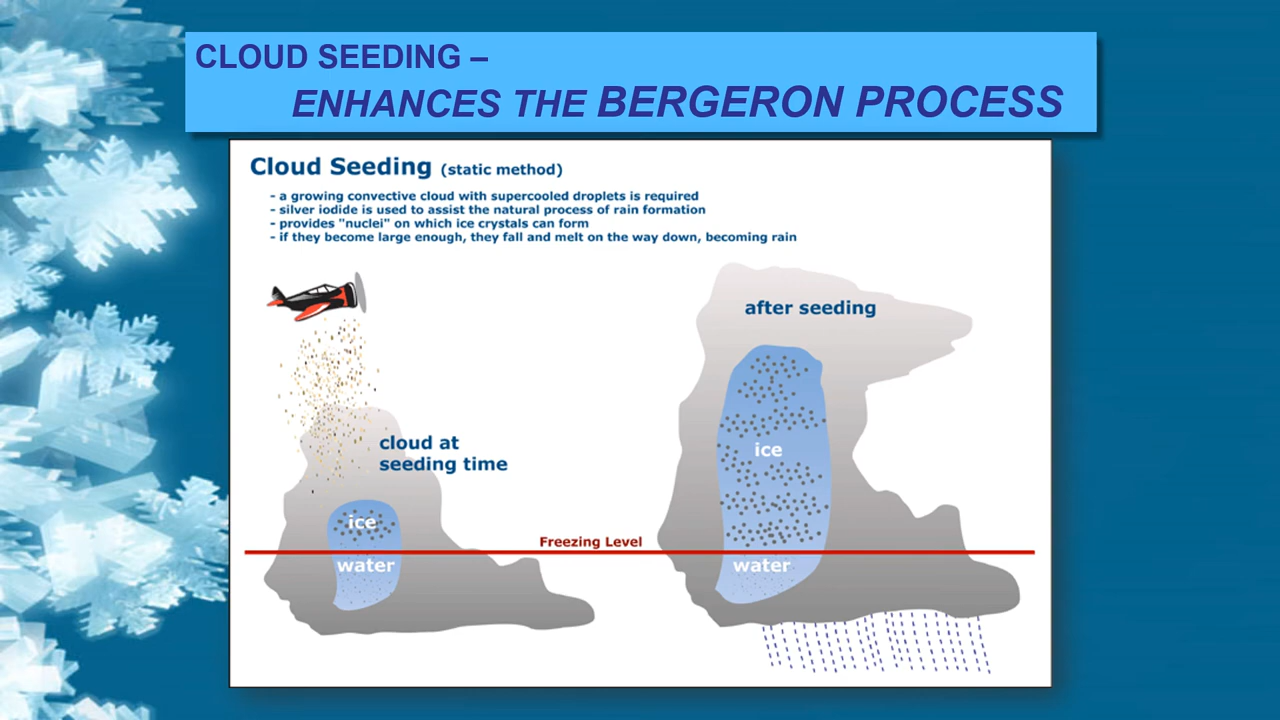 CLOUD SEEDING –
ENHANCES THE BERGERON PROCESS
Cloud Seeding (static method)
- a growing convective cloud with supercooled droplets is required
- silver iodide is used to assist the natural process of rain formation
- provides "nuclei" on which ice crystals can form
- if they become large enough, they fall and melt on the way down, becoming rain
after seeding
cloud at
seeding time
ice
ice
Freezing Level
water
water